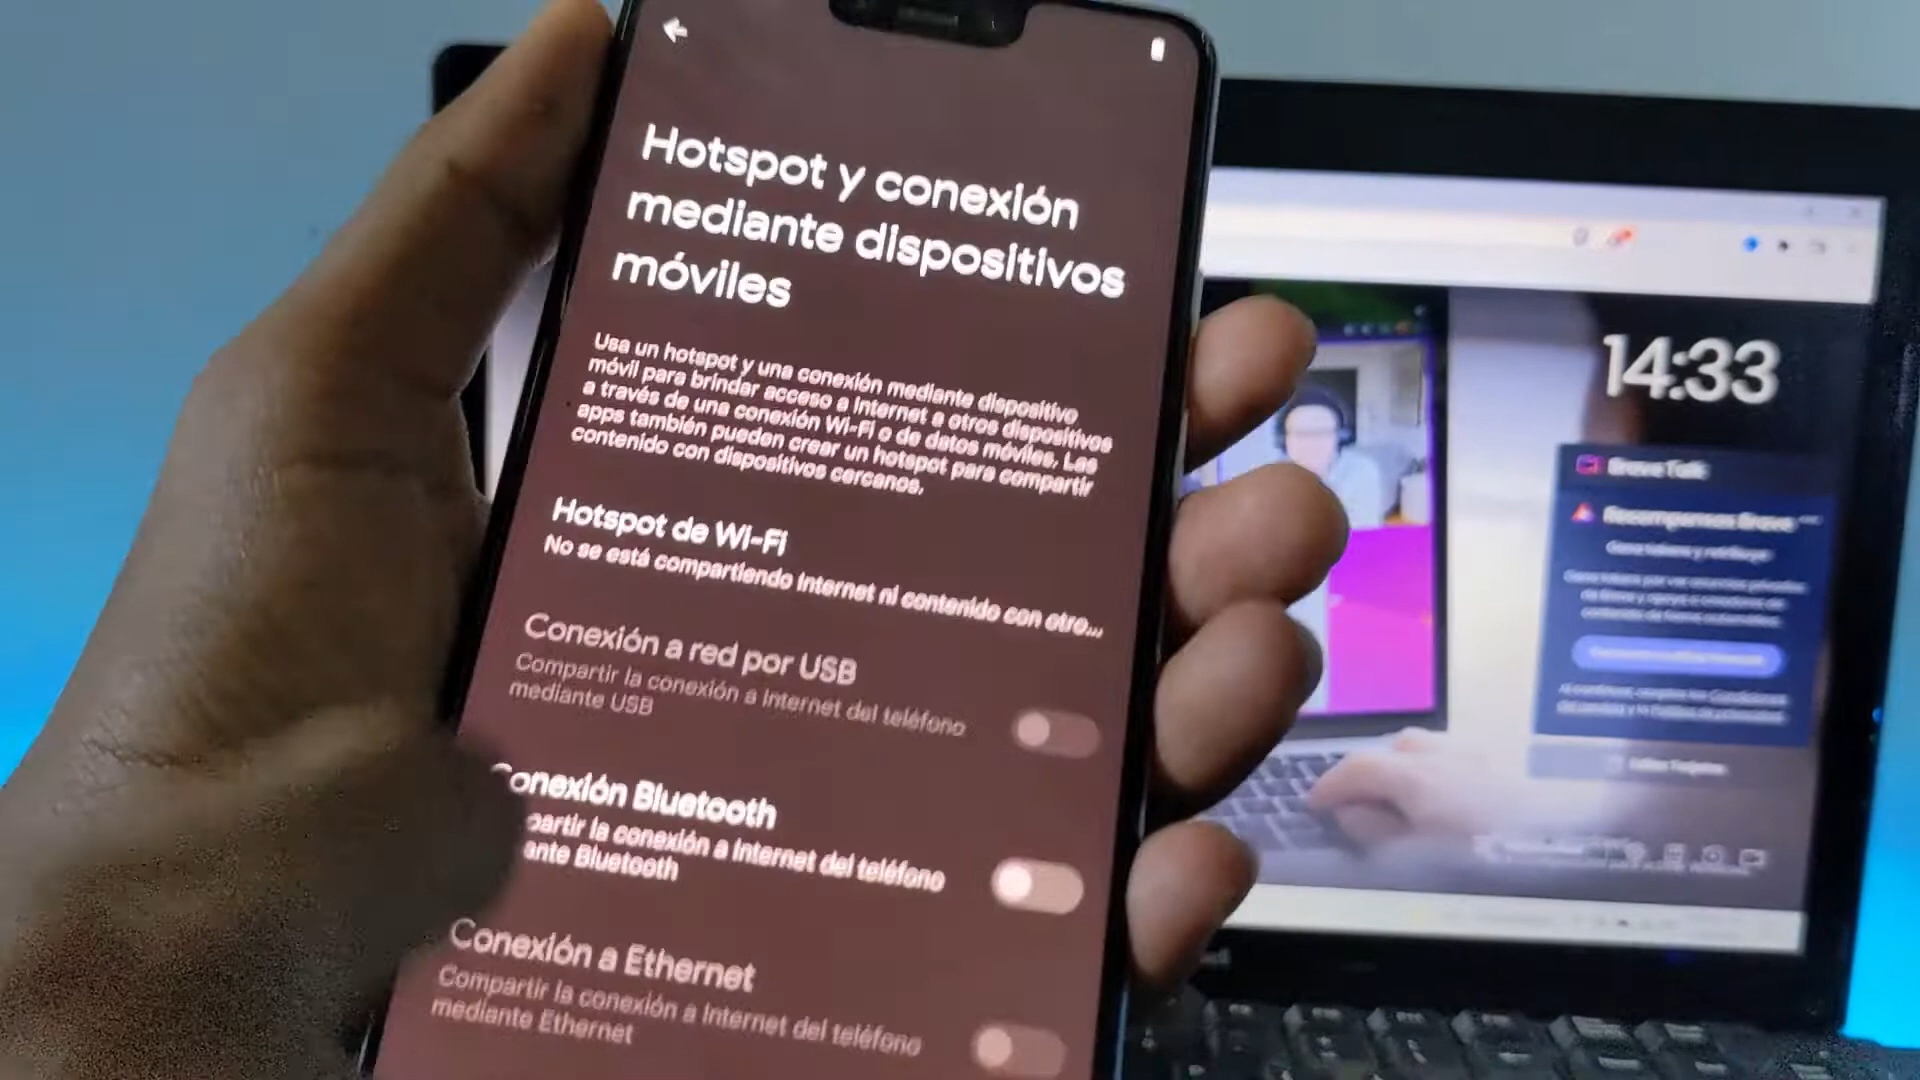 Hotspot y conexión
mediante dispositivos
móviles
Usa un hotspot y una conexión mediante dispositivo
móvil para brindar acceso a Internet a otros dispositivos
a través de una conexión Wi-Fi o de datos móviles. Las
apps también pueden crear un hotspot para compartir
contenido con dispositivos cercanos.
Hotspot de Wi-Fi
No se está compartiendo Internet ni contenido con otro...
Conexión a red por USB
Compartir la conexión a Internet del teléfono
mediante USB
onexión Bluetooth
partir la conexión a Internet del teléfono
ante Bluetooth
Conexión a Ethernet
Compartir la conexión a Internet del teléfono
mediante Ethernet
14:33
Brave Talk
Recompensas Brave